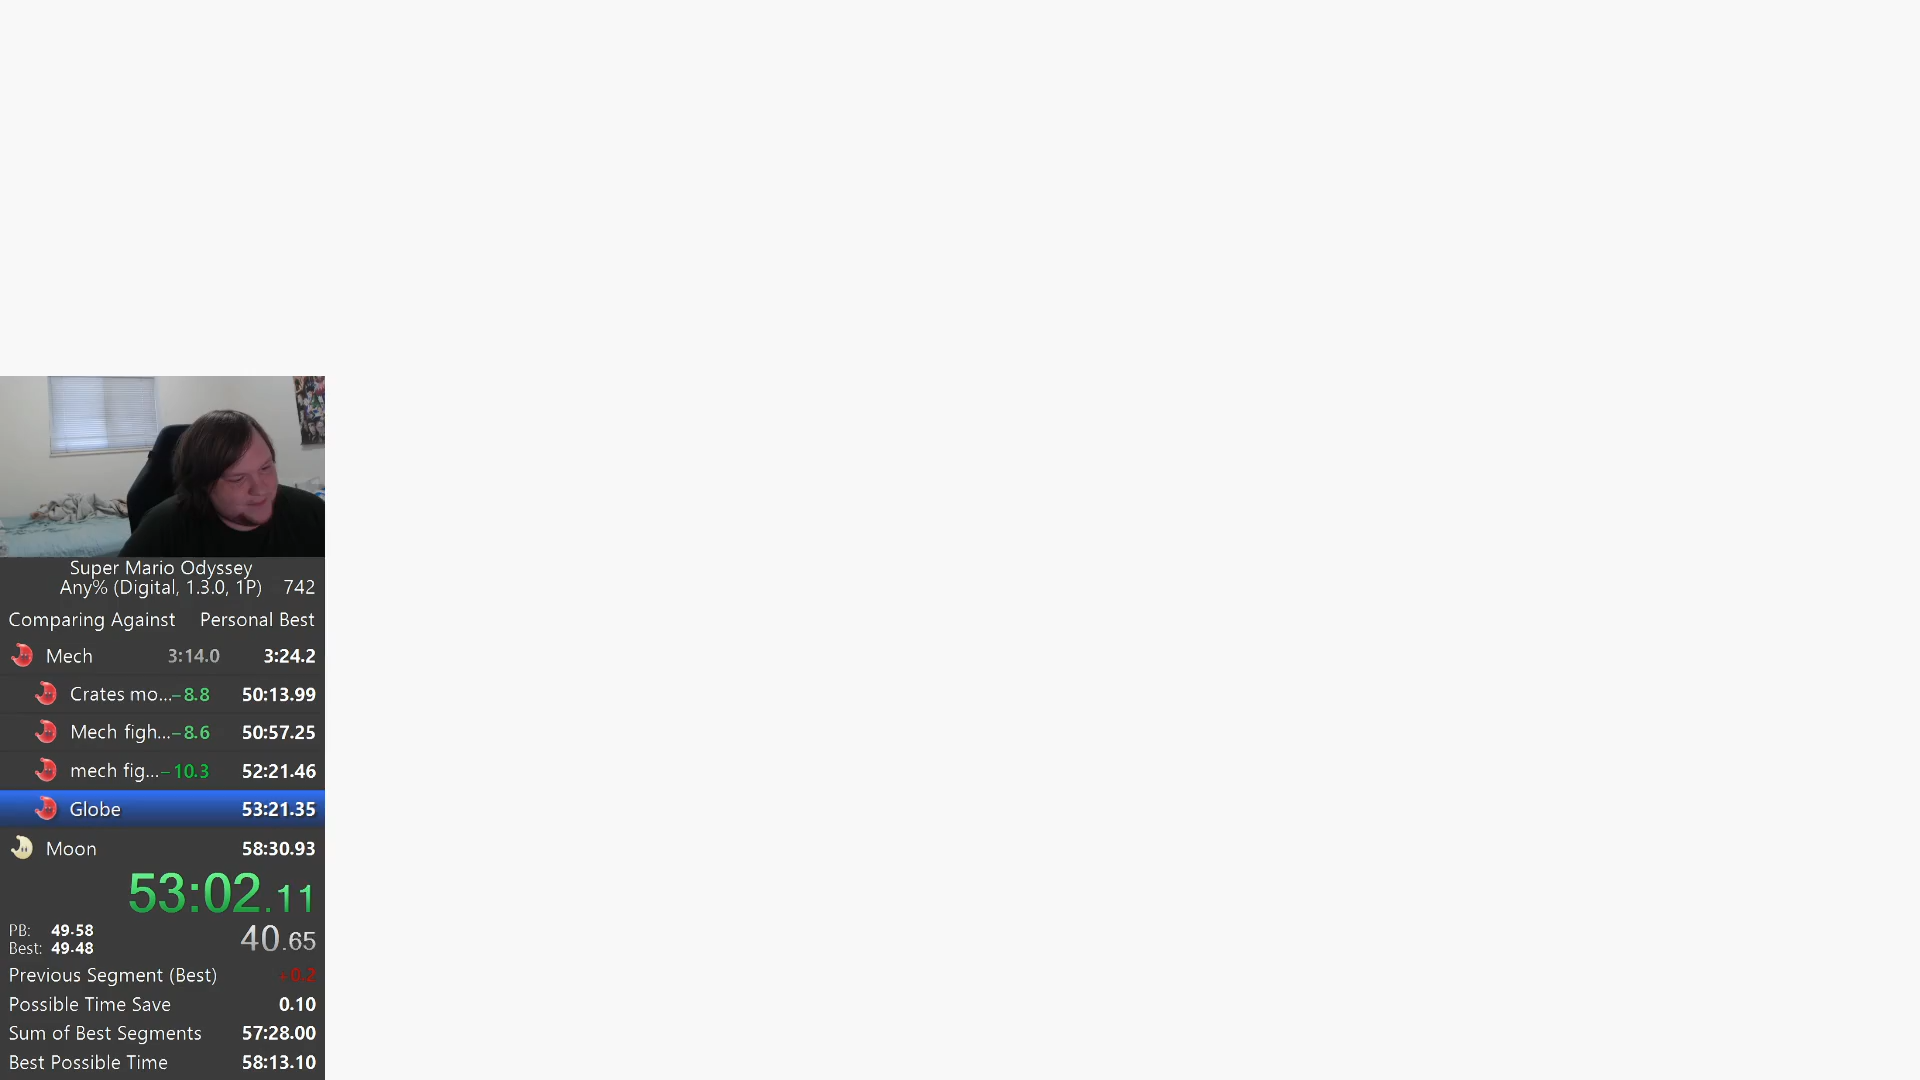 Super Mario Odyssey
Any% (Digital, 1.3.0, 1P) 742
Comparing Against Personal Best
Mech 3:14.0 3:24.2
Crates mo...−8.8 50:13.99
Mech figh...−8.6 50:57.25
mech fig...−10.3 52:21.46
Globe 53:21.35
Moon 58:30.93
53:02.11
PB: 49.58
40.65
Best: 49.48
Previous Segment (Best) +0.2
Possible Time Save 0.10
Sum of Best Segments 57:28.00
Best Possible Time 58:13.10